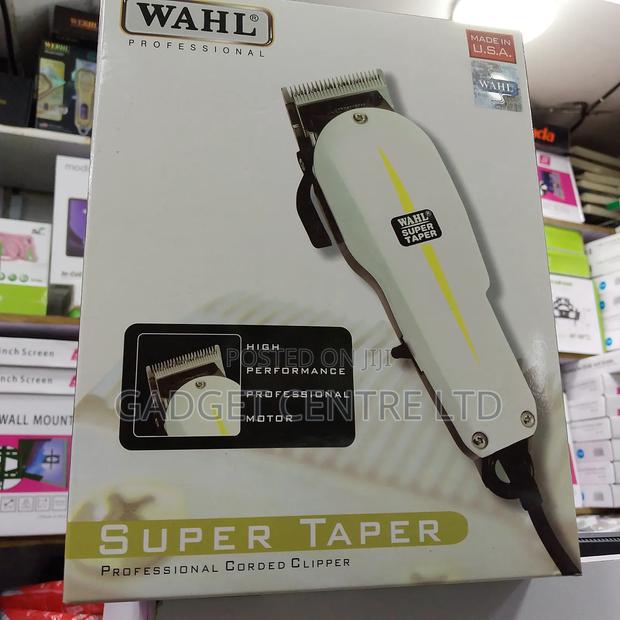 WAHL®
PROFESSIONAL
MADE IN
U.S.A.
WAHL
WAHL®
SUPER
TAPER
HIGH
PERFORMANCE
PROFESSIONAL
MOTOR
POSTED ON JIJI
GADGET CENTRE LTD
SUPER TAPER
PROFESSIONAL CORDED CLIPPER
inch Screen
inch Screen
WALL MOUNT